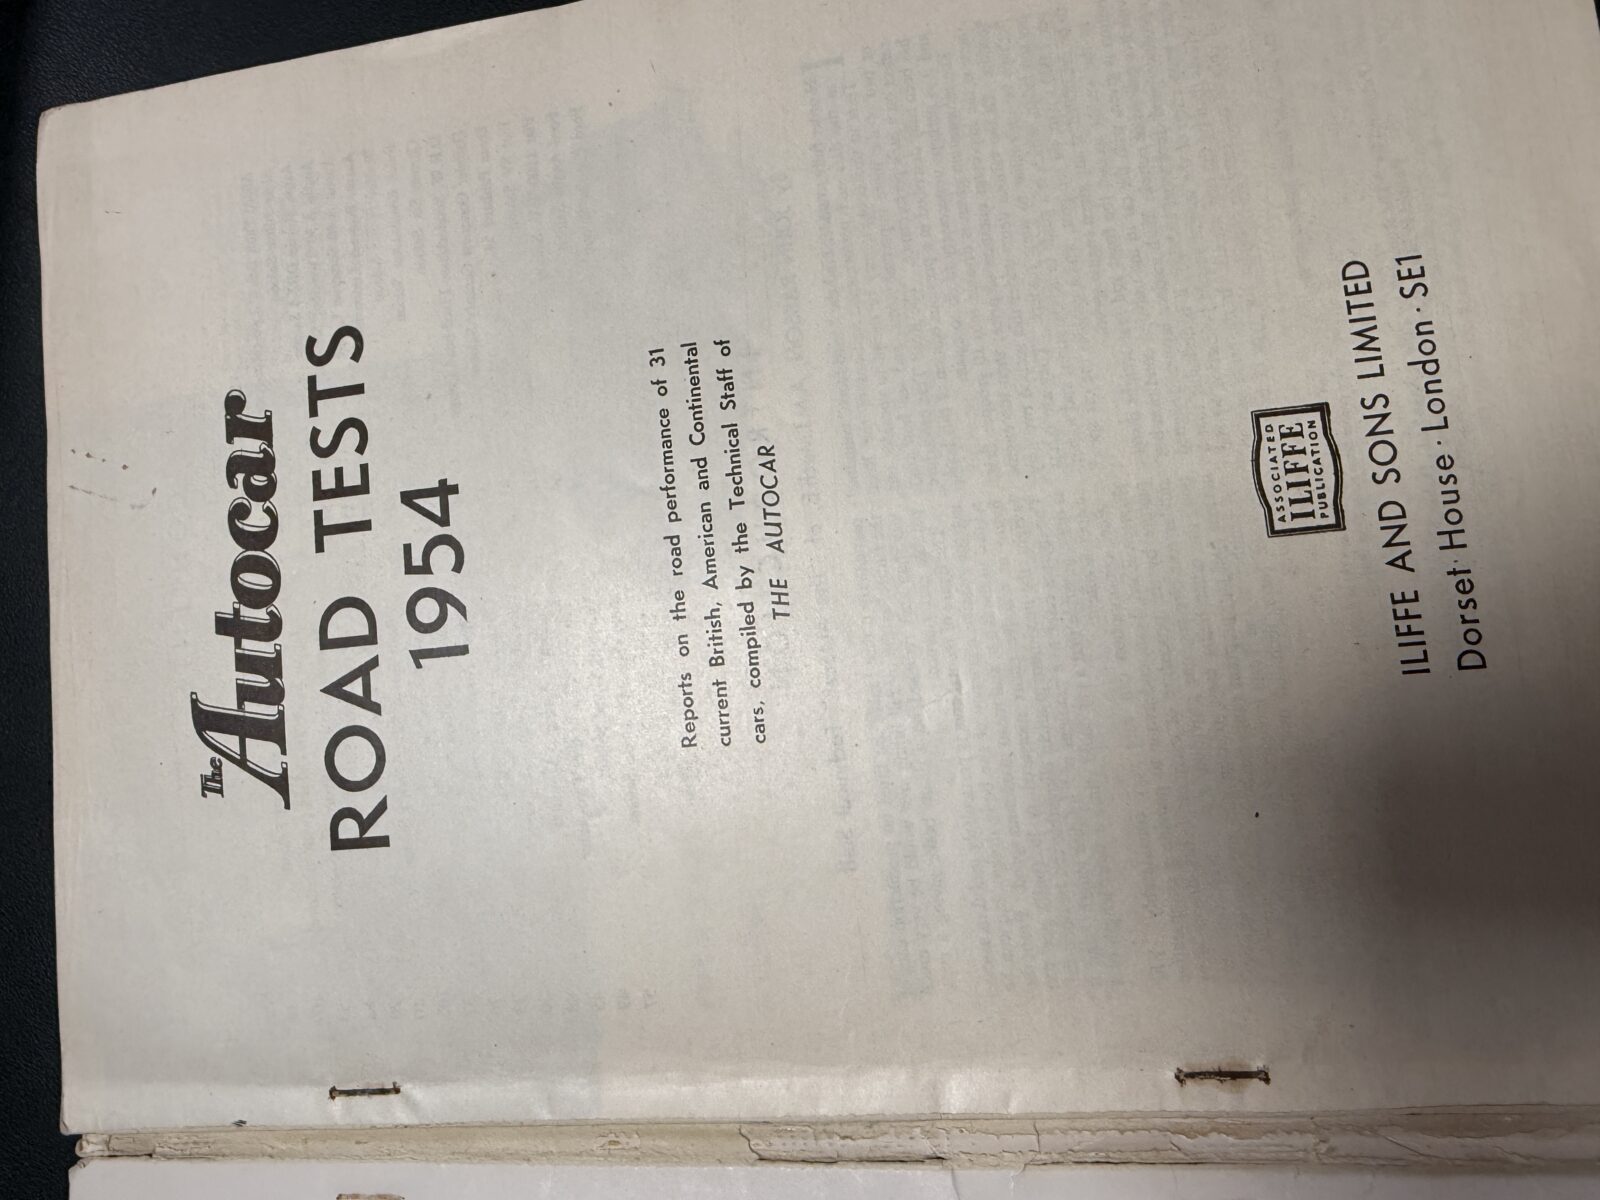 The
Autocar
ROAD TESTS
1954
Reports on the road performance of 31
current British, American and Continental
cars, compiled by the Technical Staff of
THE AUTOCAR
ASSOCIATED
ILIFFE
PUBLICATION
ILIFFE AND SONS LIMITED
Dorset · House · London · SE1